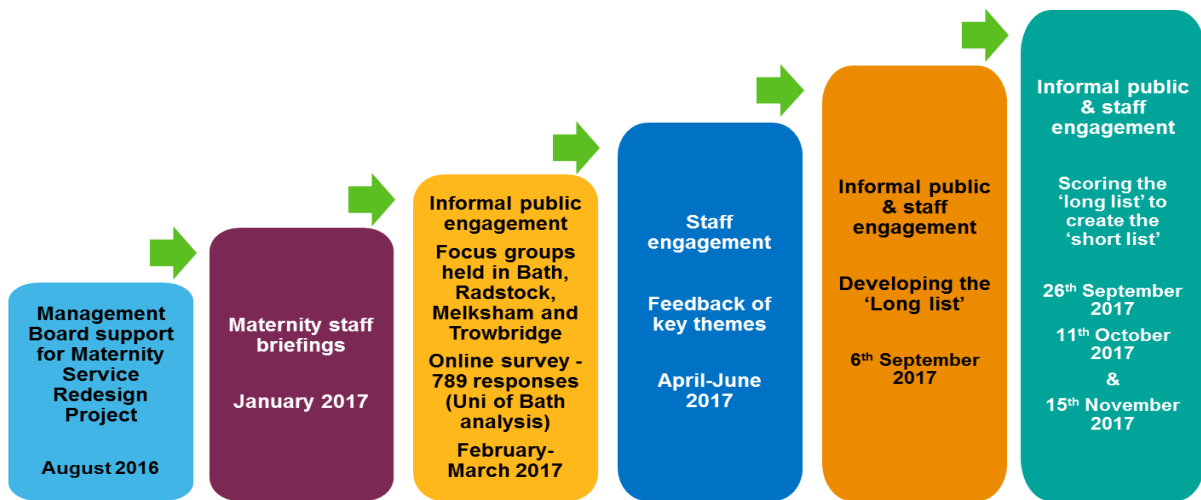 Management
Board support
for Maternity
Service
Redesign
Project
August 2016
Maternity staff
briefings
January 2017
Informal public
engagement
Focus groups
held in Bath,
Radstock,
Melksham and
Trowbridge
Online survey -
789 responses
(Uni of Bath
analysis)
February-
March 2017
Staff
engagement
Feedback of
key themes
April-June
2017
Informal public
& staff
engagement
Developing the
‘Long list’
6th September
2017
Informal public
& staff
engagement
Scoring the
‘long list’ to
create the
‘short list’
26th September
2017
11th October
2017
&
15th November
2017